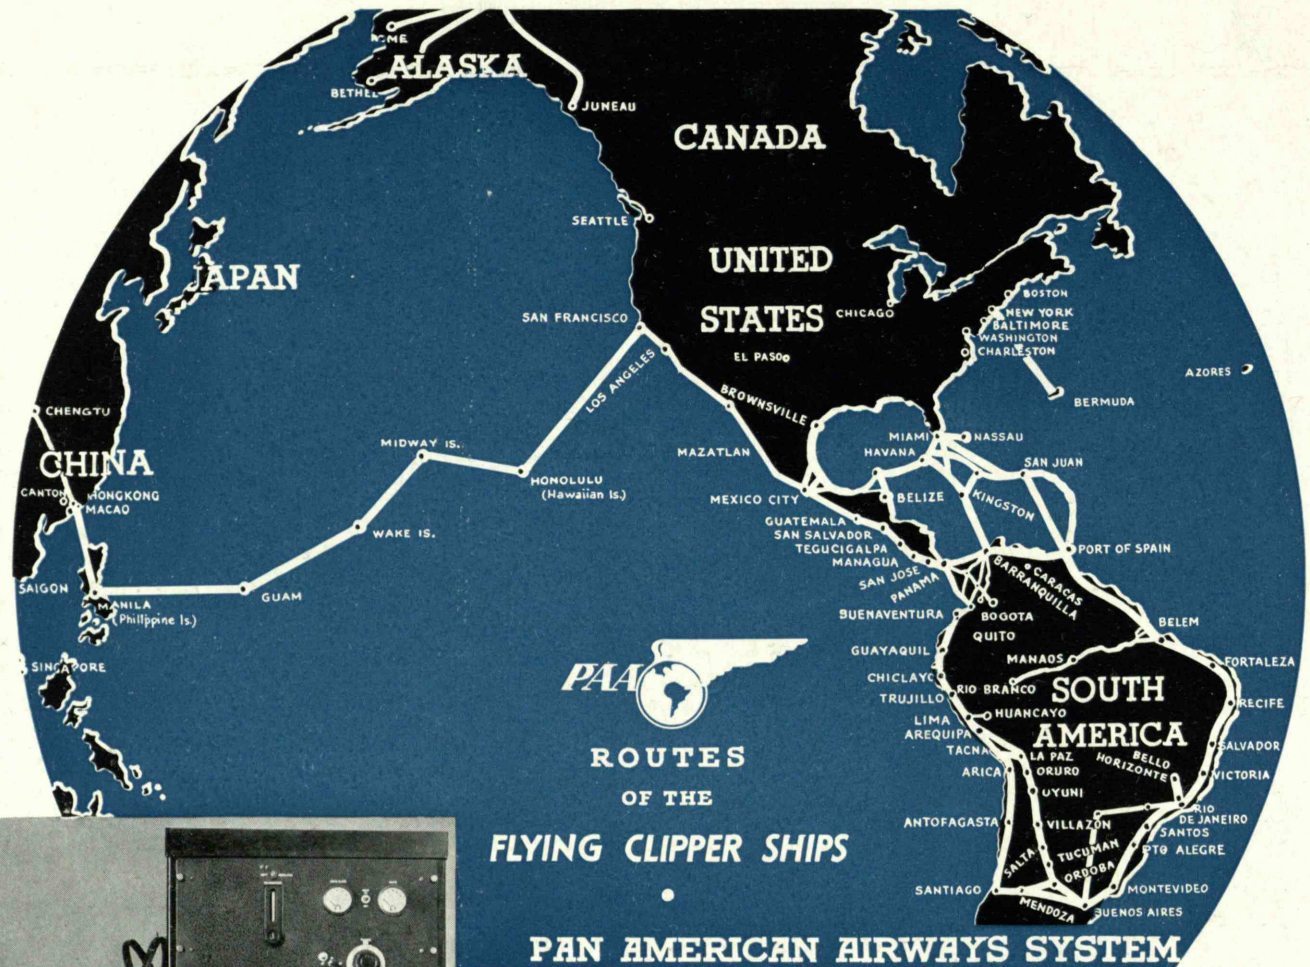 ALASKA
BETHEL
JUNEAU
CANADA
SEATTLE
UNITED
STATES
JAPAN
CHICAGO
BOSTON
NEW YORK
BALTIMORE
WASHINGTON
CHARLESTON
SAN FRANCISCO
EL PASO
LOS ANGELES
AZORES
BERMUDA
BROWNSVILLE
CHENGTU
CHINA
CANTON
HONGKONG
MACAO
MIDWAY IS.
HONOLULU
(Hawaiian Is.)
WAKE IS.
MAZATLAN
MIAMI
NASSAU
HAVANA
SAN JUAN
MEXICO CITY
BELIZE
KINGSTON
GUATEMALA
SAN SALVADOR
TEGUCIGALPA
MANAGUA
SAN JOSE
PANAMA
PORT OF SPAIN
CARACAS
BARRANQUILLA
SAIGON
MANILA
(Philippine Is.)
GUAM
SINGAPORE
BUENAVENTURA
BOGOTA
QUITO
BELEM
GUAYAQUIL
MANAOS
FORTALEZA
CHICLAYO
RIO BRANCO
SOUTH
AMERICA
TRUJILLO
RECIFE
LIMA
HUANCAYO
AREQUIPA
TACNA
LA PAZ
BELLO
HORIZONTE
SALVADOR
ARICA
ORURO
VICTORIA
UYUNI
RIO
DE JANEIRO
ANTOFAGASTA
VILLAZON
SANTOS
SALTA
TUCUMAN
PTO ALEGRE
ORDOBA
SANTIAGO
MENDOZA
MONTEVIDEO
BUENOS AIRES
PAA
ROUTES
OF THE
FLYING CLIPPER SHIPS
PAN AMERICAN AIRWAYS SYSTEM